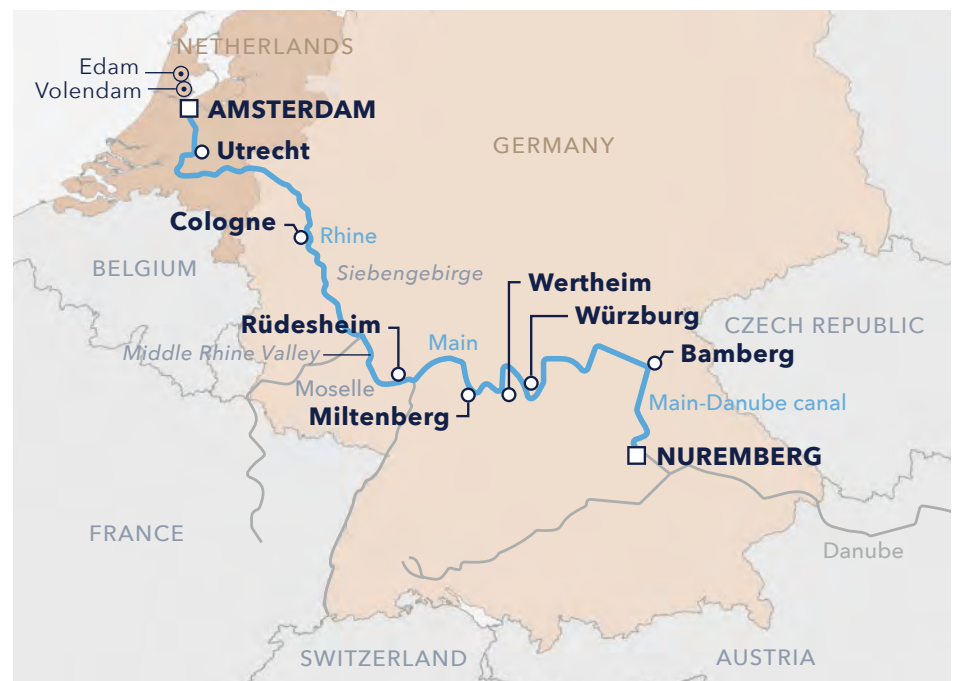 NETHERLANDS
Edam
Volendam
AMSTERDAM
GERMANY
Utrecht
Cologne
Rhine
BELGIUM
Siebengebirge
Wertheim
Würzburg
Rüdesheim
CZECH REPUBLIC
Main
Middle Rhine Valley
Bamberg
Moselle
Miltenberg
Main-Danube canal
NUREMBERG
FRANCE
Danube
SWITZERLAND
AUSTRIA